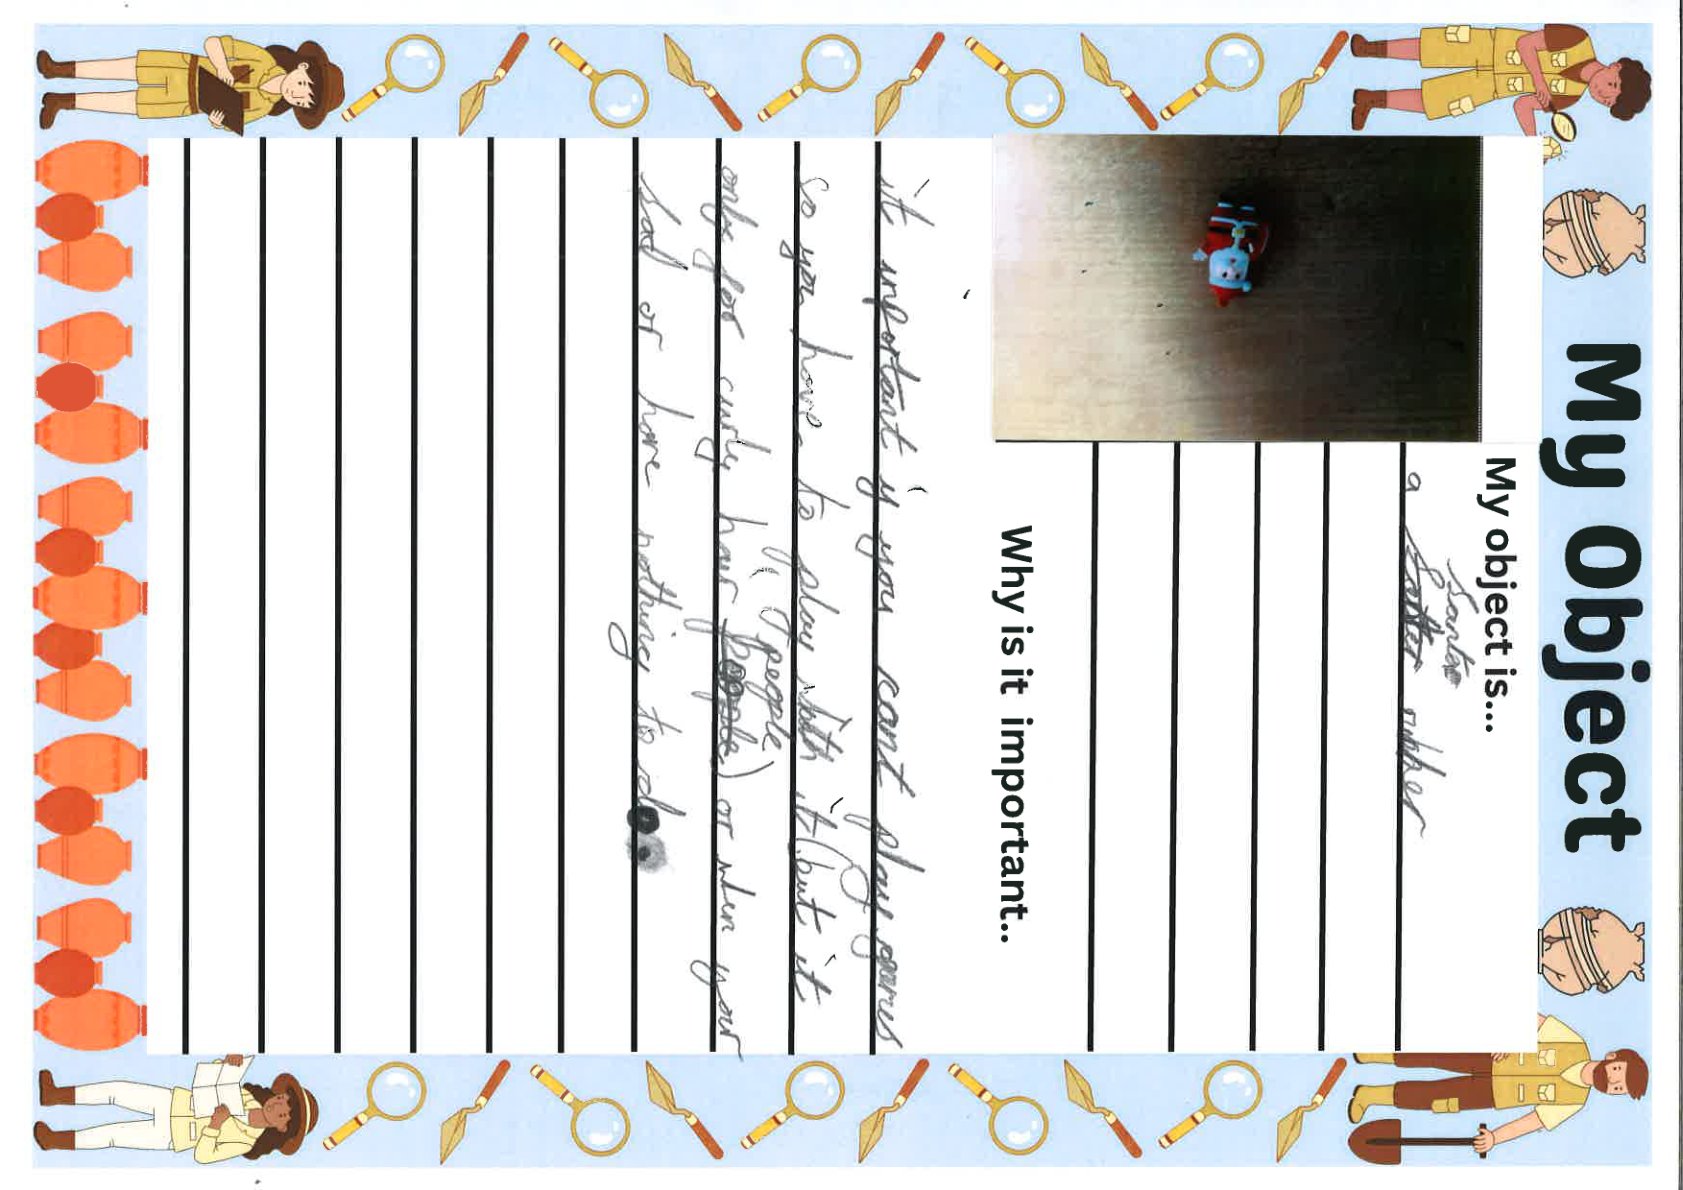 My Object
My object is...
Santa
a rubber
Why is it important..
it inportant if you cant play games
so you have to play with it (but it
people
only for curly hair people) or when your
sad or have nothing to do